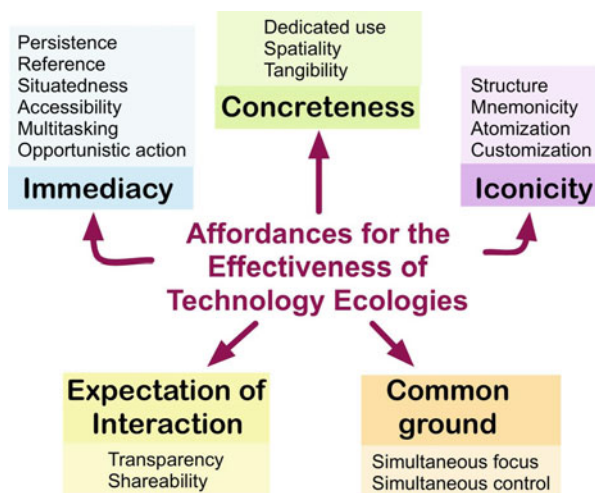 Persistence
Reference
Situatedness
Accessibility
Multitasking
Opportunistic action
Immediacy
Dedicated use
Spatiality
Tangibility
Concreteness
Structure
Mnemonicity
Atomization
Customization
Iconicity
Affordances for the
Effectiveness of
Technology Ecologies
Expectation of
Interaction
Transparency
Shareability
Common
ground
Simultaneous focus
Simultaneous control